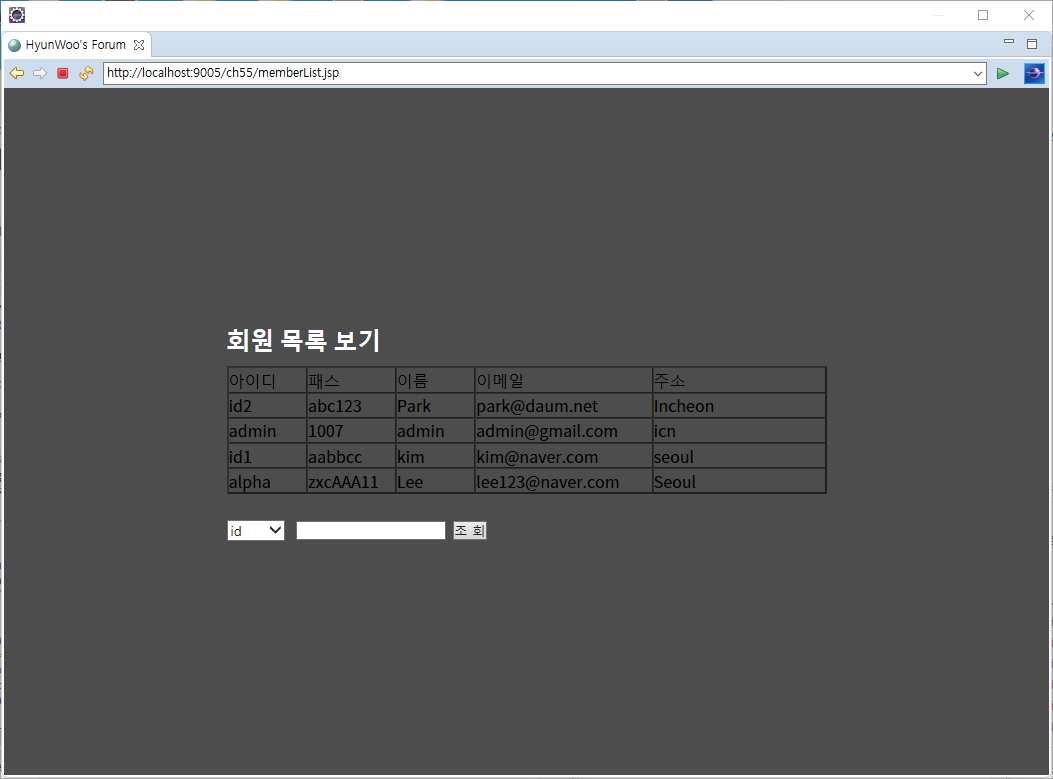 HyunWoo's Forum
http://localhost:9005/ch55/memberList.jsp
회원 목록 보기
아이디 패스 이름 이메일 주소
id2 abc123 Park park@daum.net Incheon
admin 1007 admin admin@gmail.com icn
id1 aabbcc kim kim@naver.com seoul
alpha zxcAAA11 Lee lee123@naver.com Seoul
id 조 회